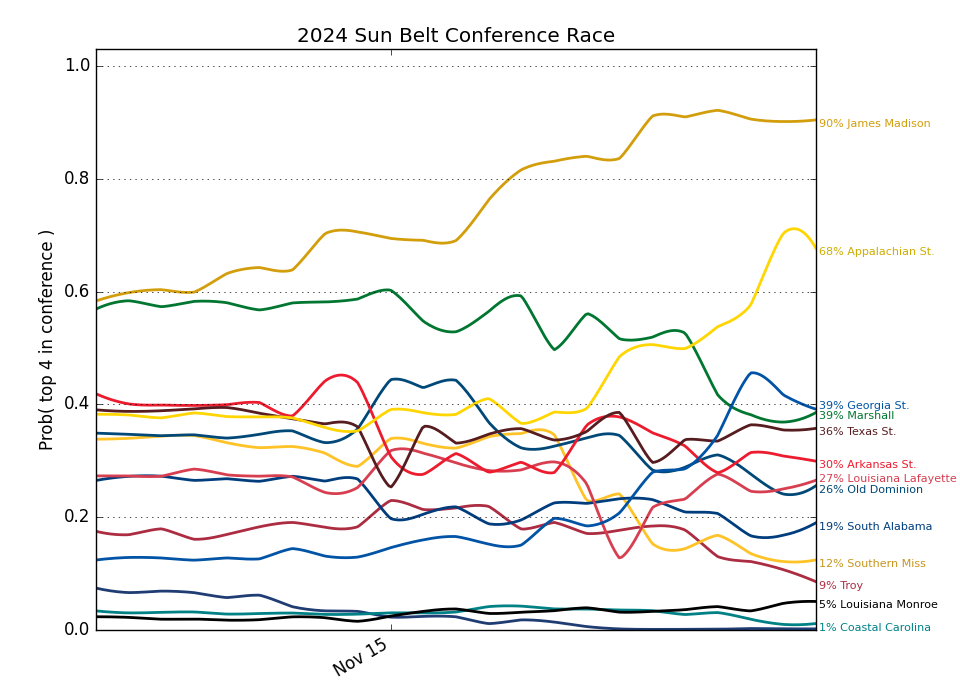 2024 Sun Belt Conference Race
Prob( top 4 in conference )
1.0
0.8
0.6
0.4
0.2
0.0
Nov 15
90% James Madison
68% Appalachian St.
39% Georgia St.
39% Marshall
36% Texas St.
30% Arkansas St.
27% Louisiana Lafayette
26% Old Dominion
19% South Alabama
12% Southern Miss
9% Troy
5% Louisiana Monroe
1% Coastal Carolina